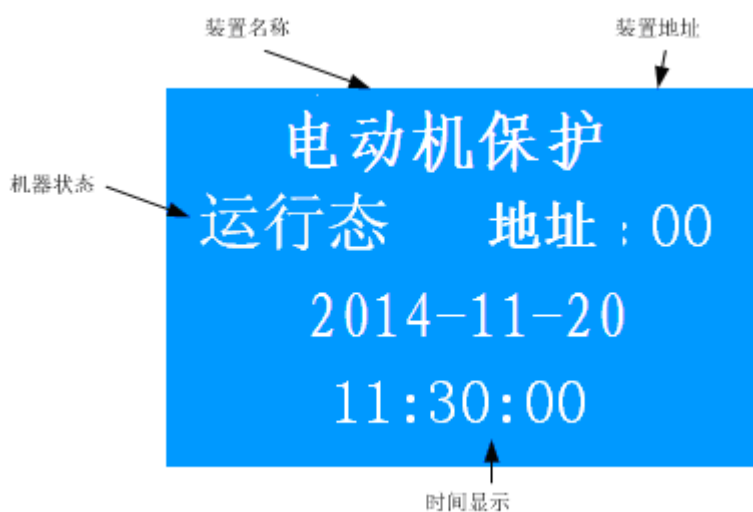 装置名称 装置地址
电动机保护
机器状态
运行态 地址:00
2014-11-20
11:30:00
时间显示